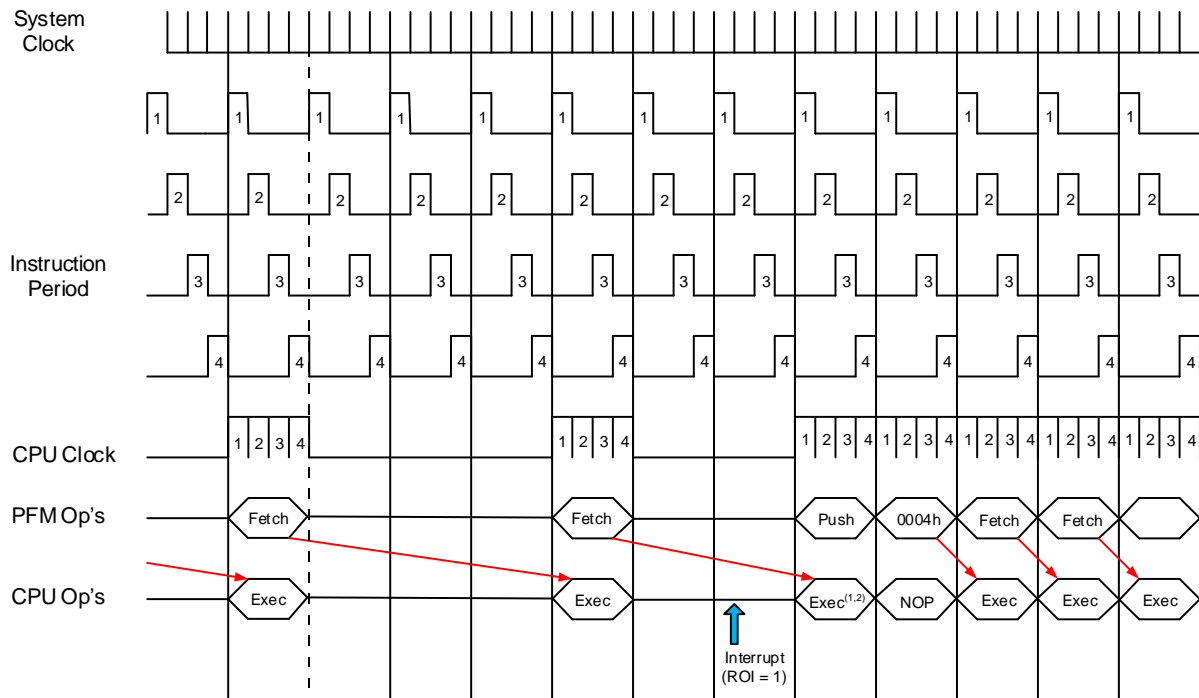 System
Clock
1 1 1 1 1 1 1 1 1 1 1 1 1
2 2 2 2 2 2 2 2 2 2 2 2 2
Instruction
Period
3 3 3 3 3 3 3 3 3 3 3 3 3
4 4 4 4 4 4 4 4 4 4 4 4 4
CPU Clock
1 2 3 4 1 2 3 4 1 2 3 4 1 2 3 4 1 2 3 4 1 2 3 4 1 2 3 4
PFM Op's
Fetch Fetch Push 0004h Fetch Fetch
CPU Op's
Exec Exec Exec(1,2) NOP Exec Exec Exec
Interrupt
(ROI = 1)